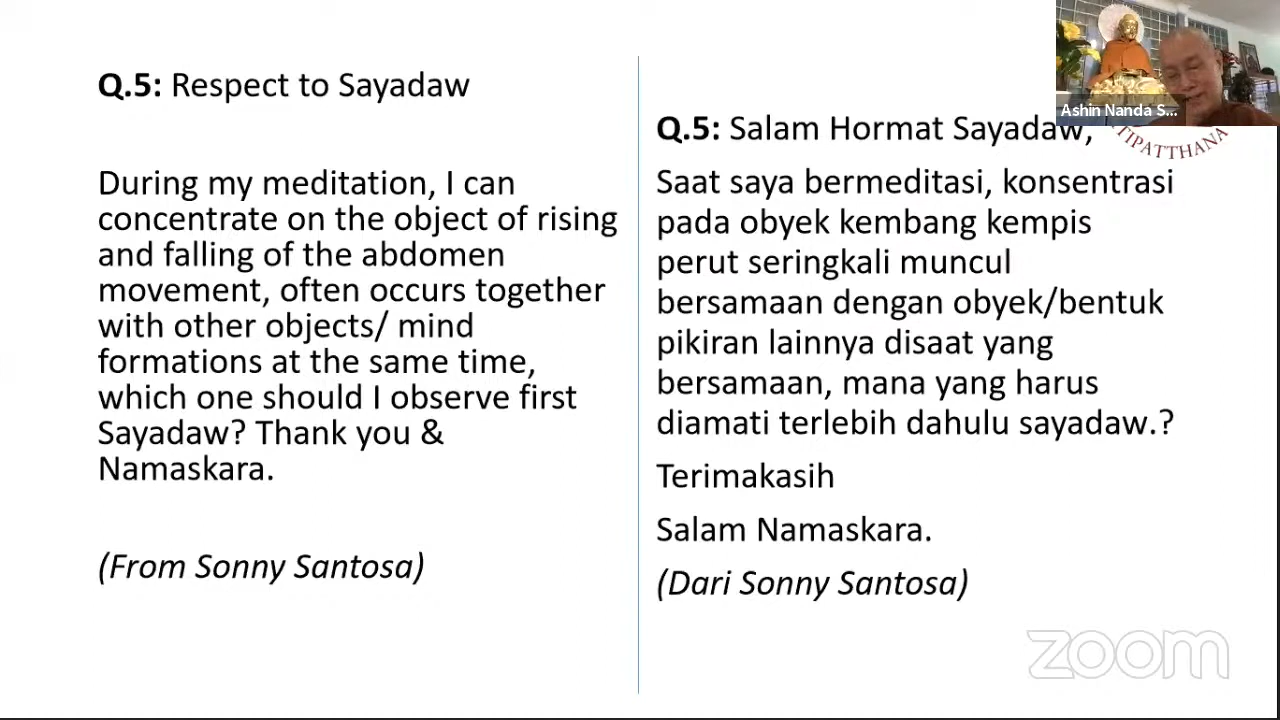 Q.5: Respect to Sayadaw
During my meditation, I can
concentrate on the object of rising
and falling of the abdomen
movement, often occurs together
with other objects/ mind
formations at the same time,
which one should I observe first
Sayadaw? Thank you &
Namaskara.
(From Sonny Santosa)
Q.5: Salam Hormat Sayadaw,
Saat saya bermeditasi, konsentrasi
pada obyek kembang kempis
perut seringkali muncul
bersamaan dengan obyek/bentuk
pikiran lainnya disaat yang
bersamaan, mana yang harus
diamati terlebih dahulu sayadaw.?
Terimakasih
Salam Namaskara.
(Dari Sonny Santosa)
Ashin Nanda S...
TIPATTHANA
zoom